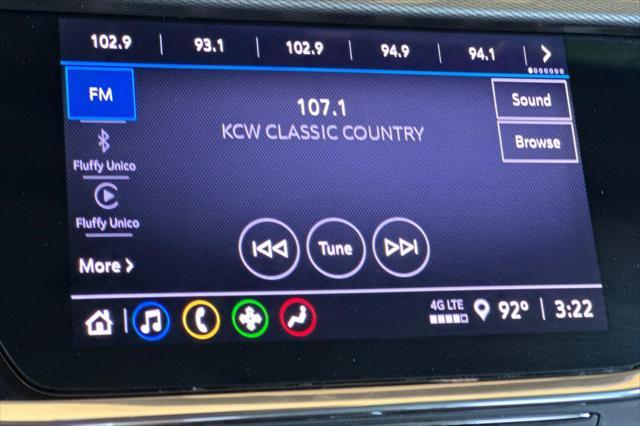 102.9 | 93.1 | 102.9 | 94.9 | 94.1
FM
107.1
Sound
KCW CLASSIC COUNTRY
Browse
Fluffy Unico
Fluffy Unico
Tune
More
4G LTE 92° | 3:22